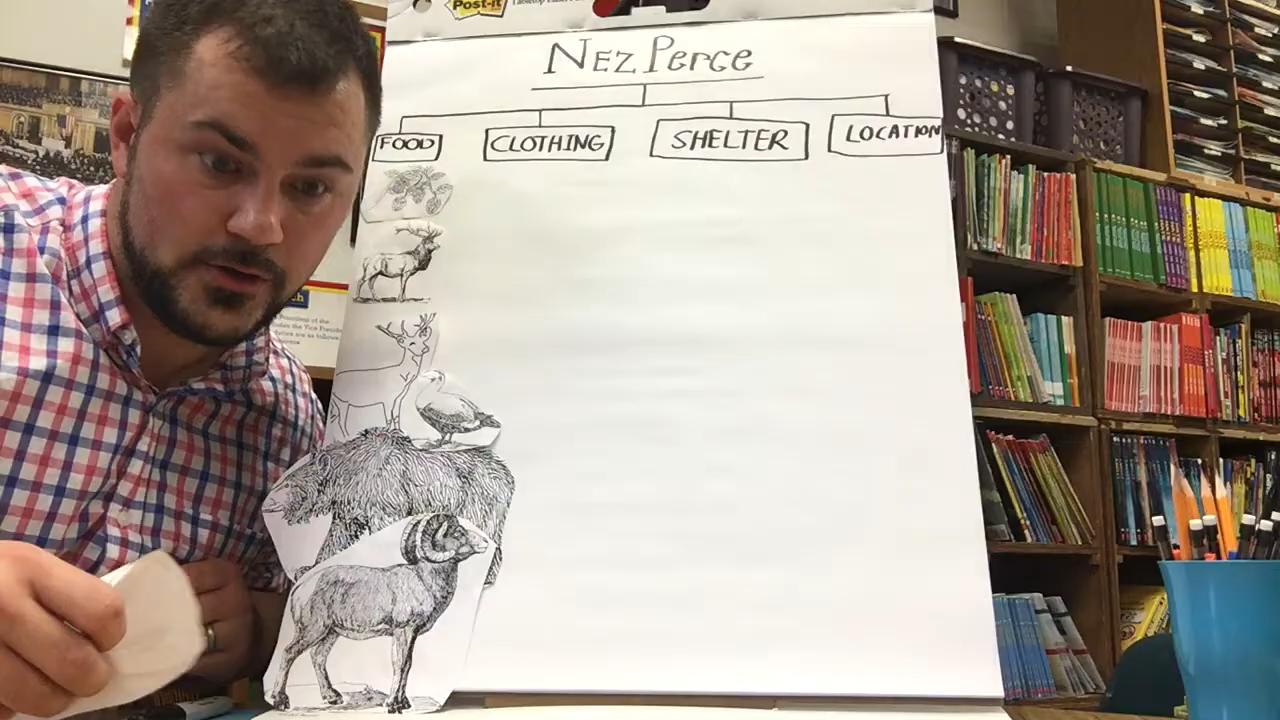 Post-it
NEZ PERCE
FOOD
CLOTHING
SHELTER
LOCATION